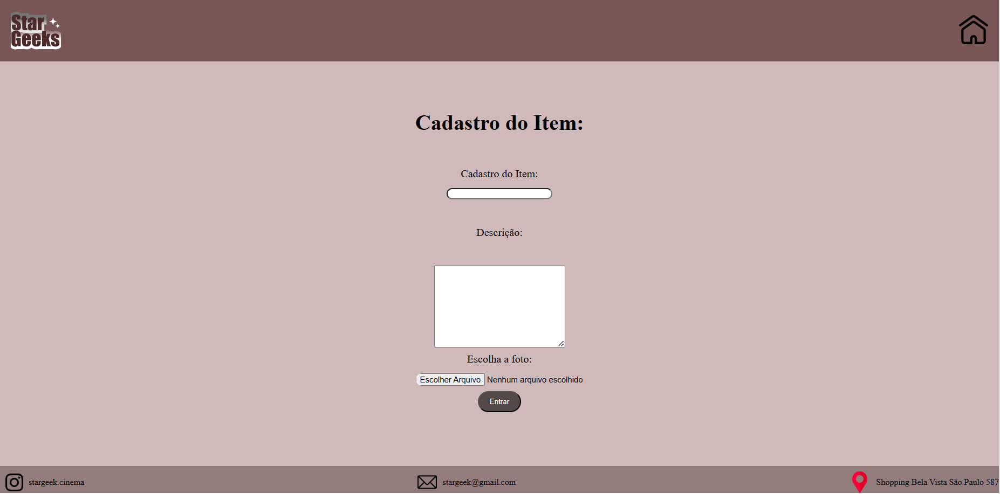 Star
Geeks
Cadastro do Item:
Cadastro do Item:
Descrição:
Escolha a foto:
Escolher Arquivo Nenhum arquivo escolhido
Entrar
stargeek.cinema
stargeek@gmail.com
Shopping Bela Vista São Paulo 587